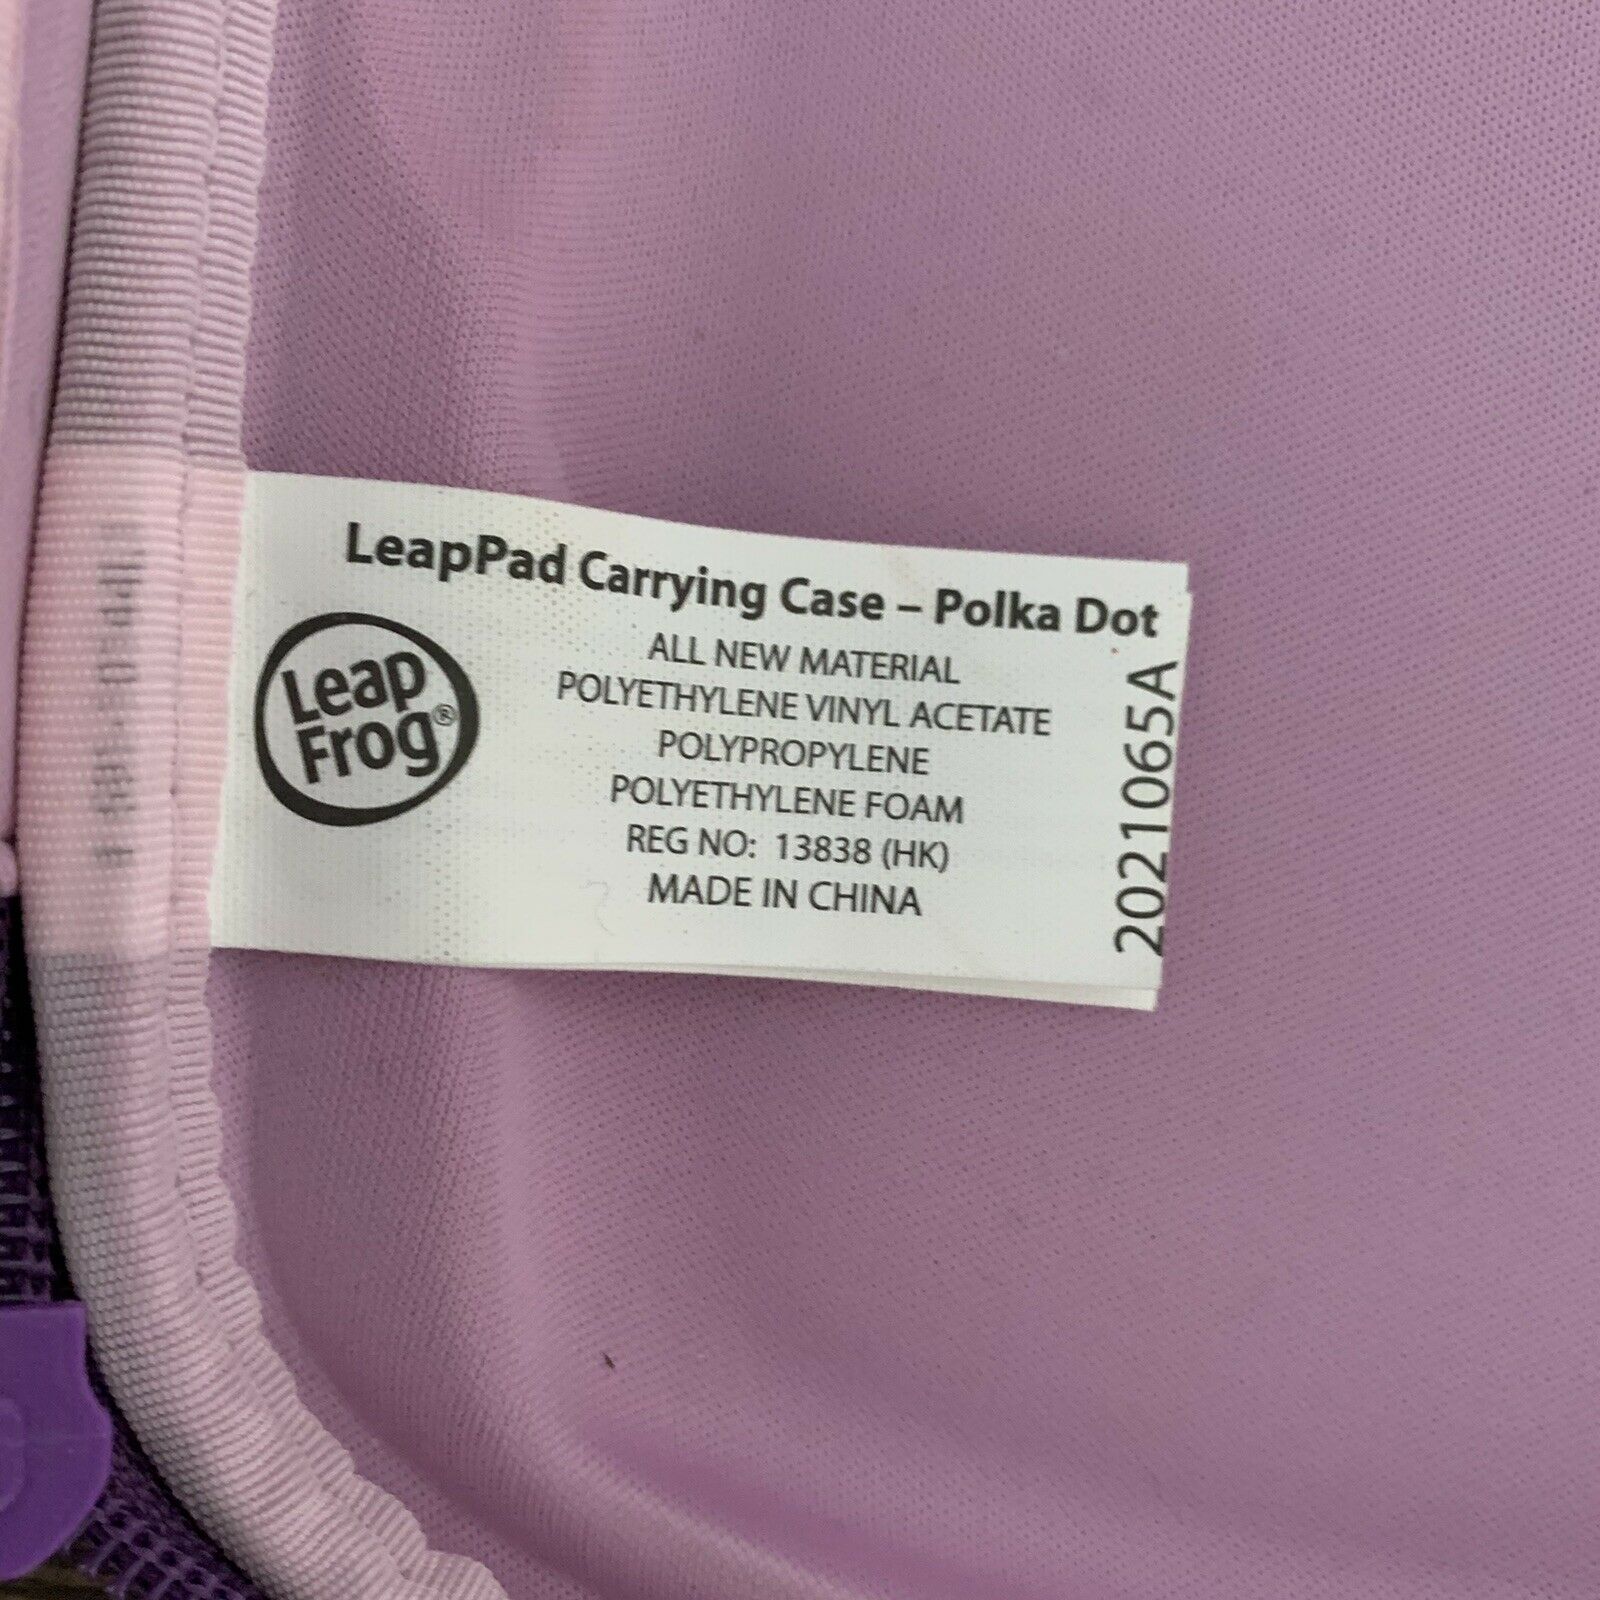 LeapPad Carrying Case – Polka Dot
Leap
Frog®
ALL NEW MATERIAL
POLYETHYLENE VINYL ACETATE
POLYPROPYLENE
POLYETHYLENE FOAM
REG NO: 13838 (HK)
MADE IN CHINA
2021065A